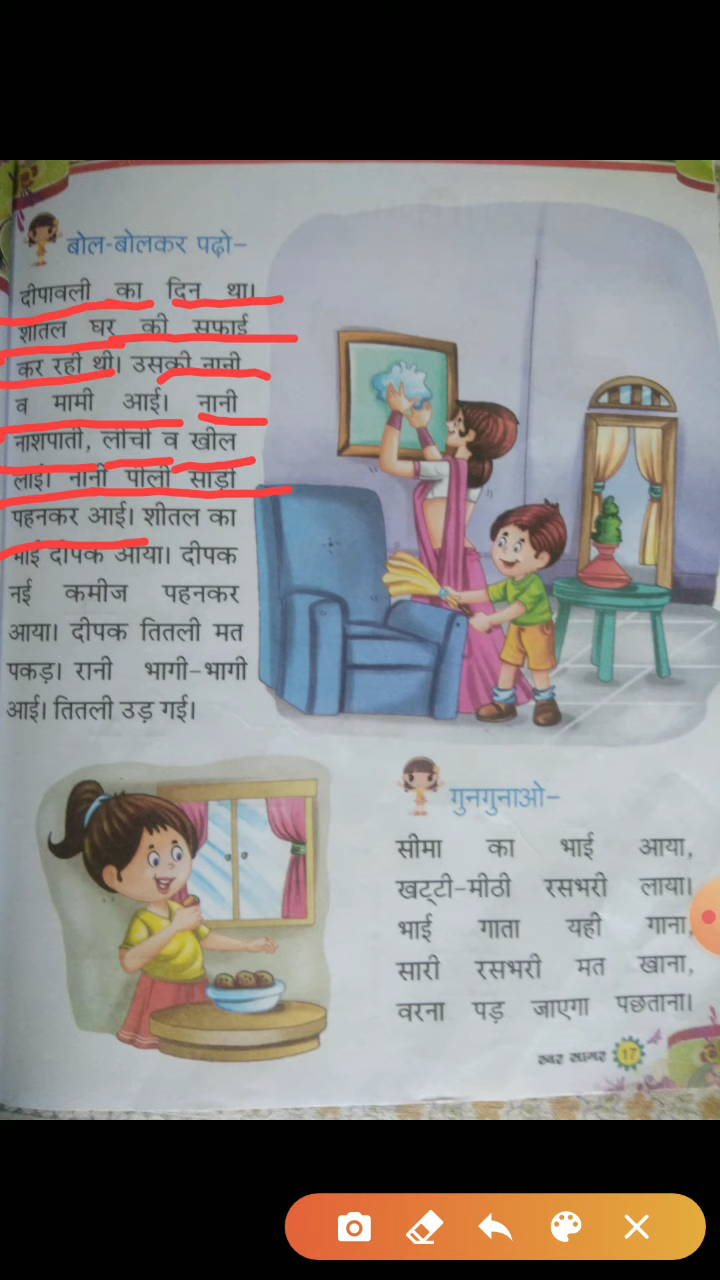 बोल-बोलकर पढ़ो-
दीपावली का दिन था।
शीतल घर की सफाई
कर रही थी। उसकी नानी
व मामी आई। नानी
नाशपाती, लीची व खील
लाई। नानी पीली साड़ी
पहनकर आई। शीतल का
भाई दीपक आया। दीपक
नई कमीज पहनकर
आया। दीपक तितली मत
पकड़। रानी भागी-भागी
आई। तितली उड़ गई।
गुनगुनाओ-
सीमा का भाई आया,
खट्टी-मीठी रसभरी लाया।
भाई गाता यही गाना,
सारी रसभरी मत खाना,
वरना पड़ जाएगा पछताना।
स्वर सागर 17